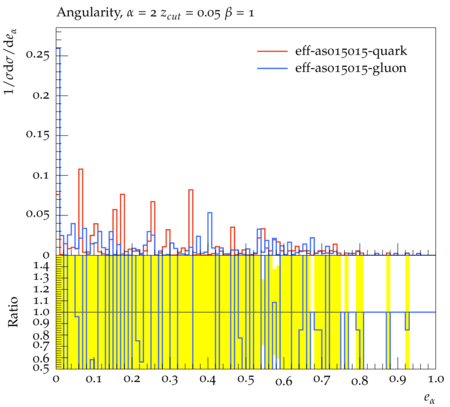 Angularity, α = 2 z_cut = 0.05 β = 1
1/σdσ/de_α
0.25
0.2
0.15
0.1
0.05
0
eff-as015015-quark
eff-as015015-gluon
Ratio
1.4
1.3
1.2
1.1
1.0
0.9
0.8
0.7
0.6
0.5
0 0.1 0.2 0.3 0.4 0.5 0.6 0.7 0.8 0.9 1.0
e_α